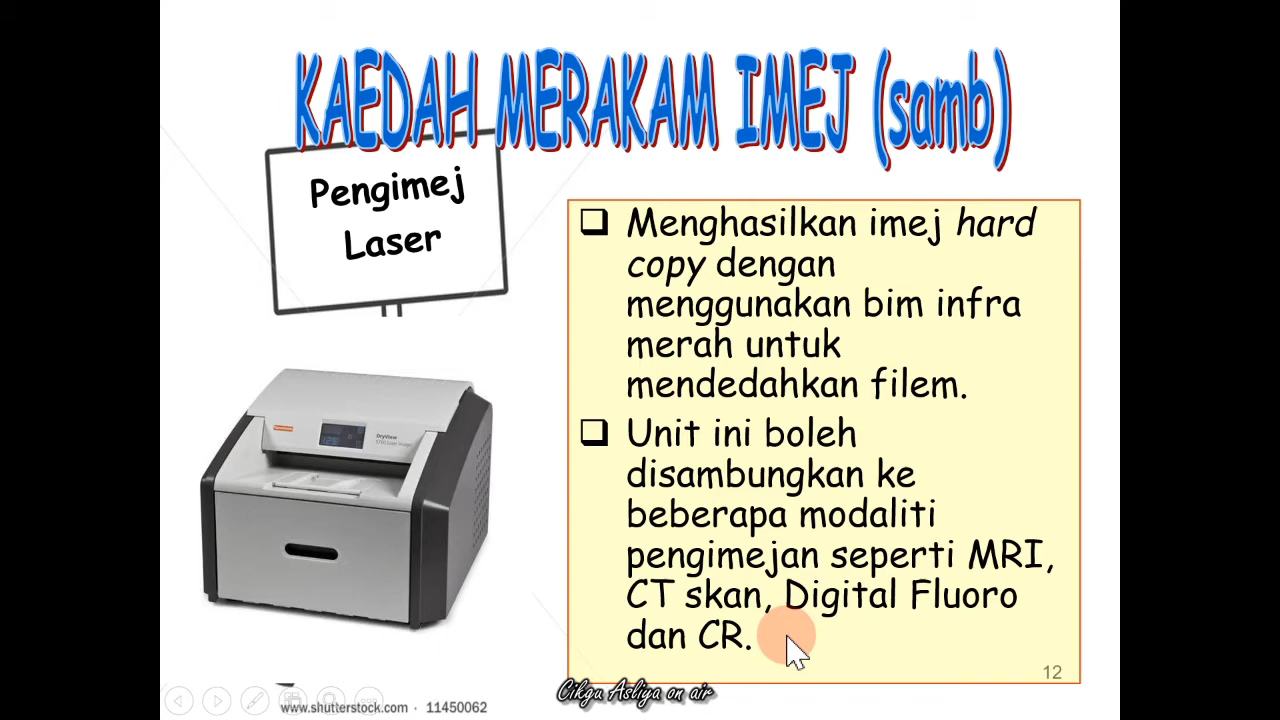 KAEDAH MERAKAM IMEJ (samb)
Pengimej
Laser
Menghasilkan imej hard
copy dengan
menggunakan bim infra
merah untuk
mendedahkan filem.
Unit ini boleh
disambungkan ke
beberapa modaliti
pengimejan seperti MRI,
CT skan, Digital Fluoro
dan CR.
12
Cikgu Asliya on air
www.shutterstock.com · 11450062